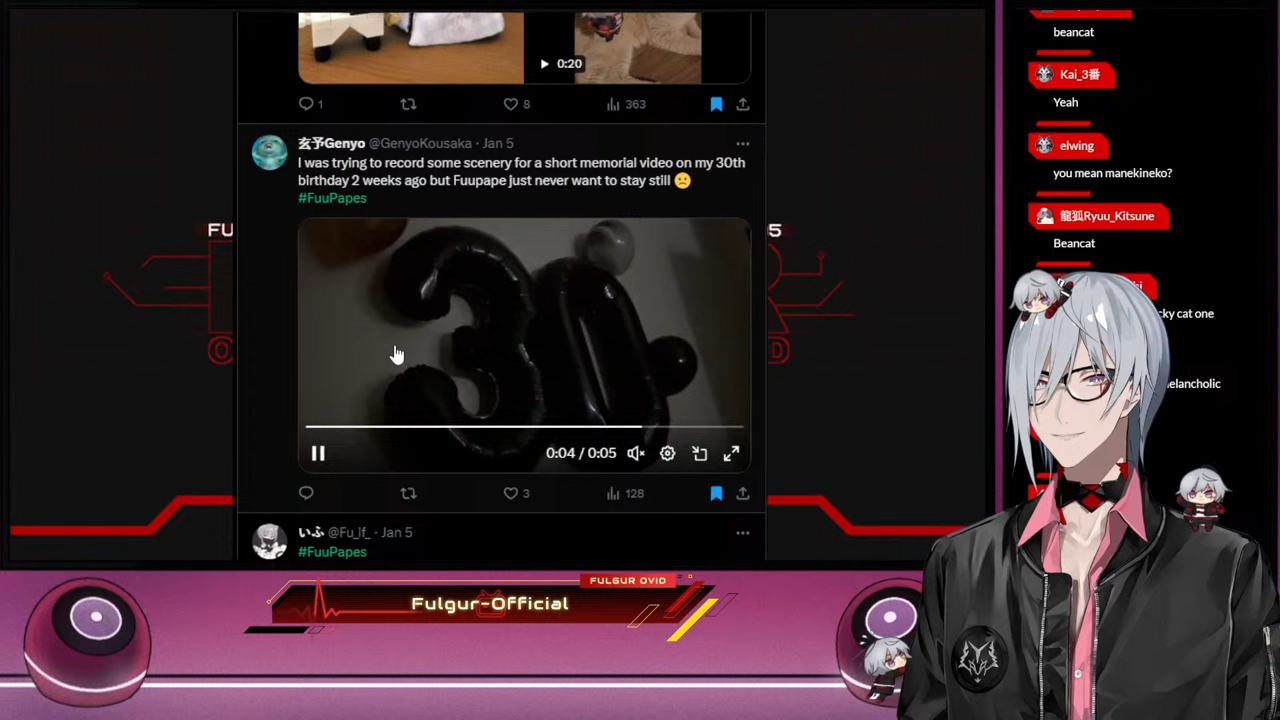 0:20
1
8
363
玄予Genyo @GenyoKousaka · Jan 5
I was trying to record some scenery for a short memorial video on my 30th
birthday 2 weeks ago but Fuupape just never want to stay still
#FuuPapes
30
0:04 / 0:05
3
128
いふ @Fu_lf_ · Jan 5
#FuuPapes
FU
5
FULGUR OVID
Fulgur-Official
beancat
Kai_3番
Yeah
elwing
you mean manekineko?
龍狐Ryuu_Kitsune
Beancat
cky cat one
elancholic